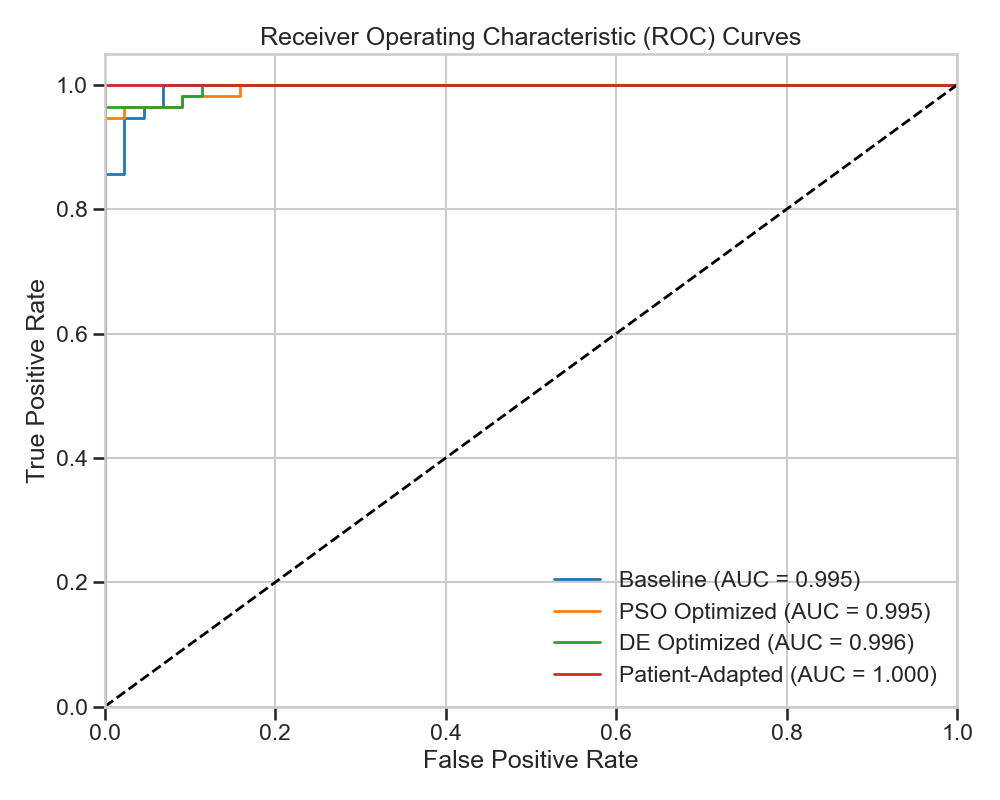 Receiver Operating Characteristic (ROC) Curves
1.0
0.8
0.6
0.4
0.2
0.0
True Positive Rate
0.0 0.2 0.4 0.6 0.8 1.0
False Positive Rate
Baseline (AUC = 0.995)
PSO Optimized (AUC = 0.995)
DE Optimized (AUC = 0.996)
Patient-Adapted (AUC = 1.000)